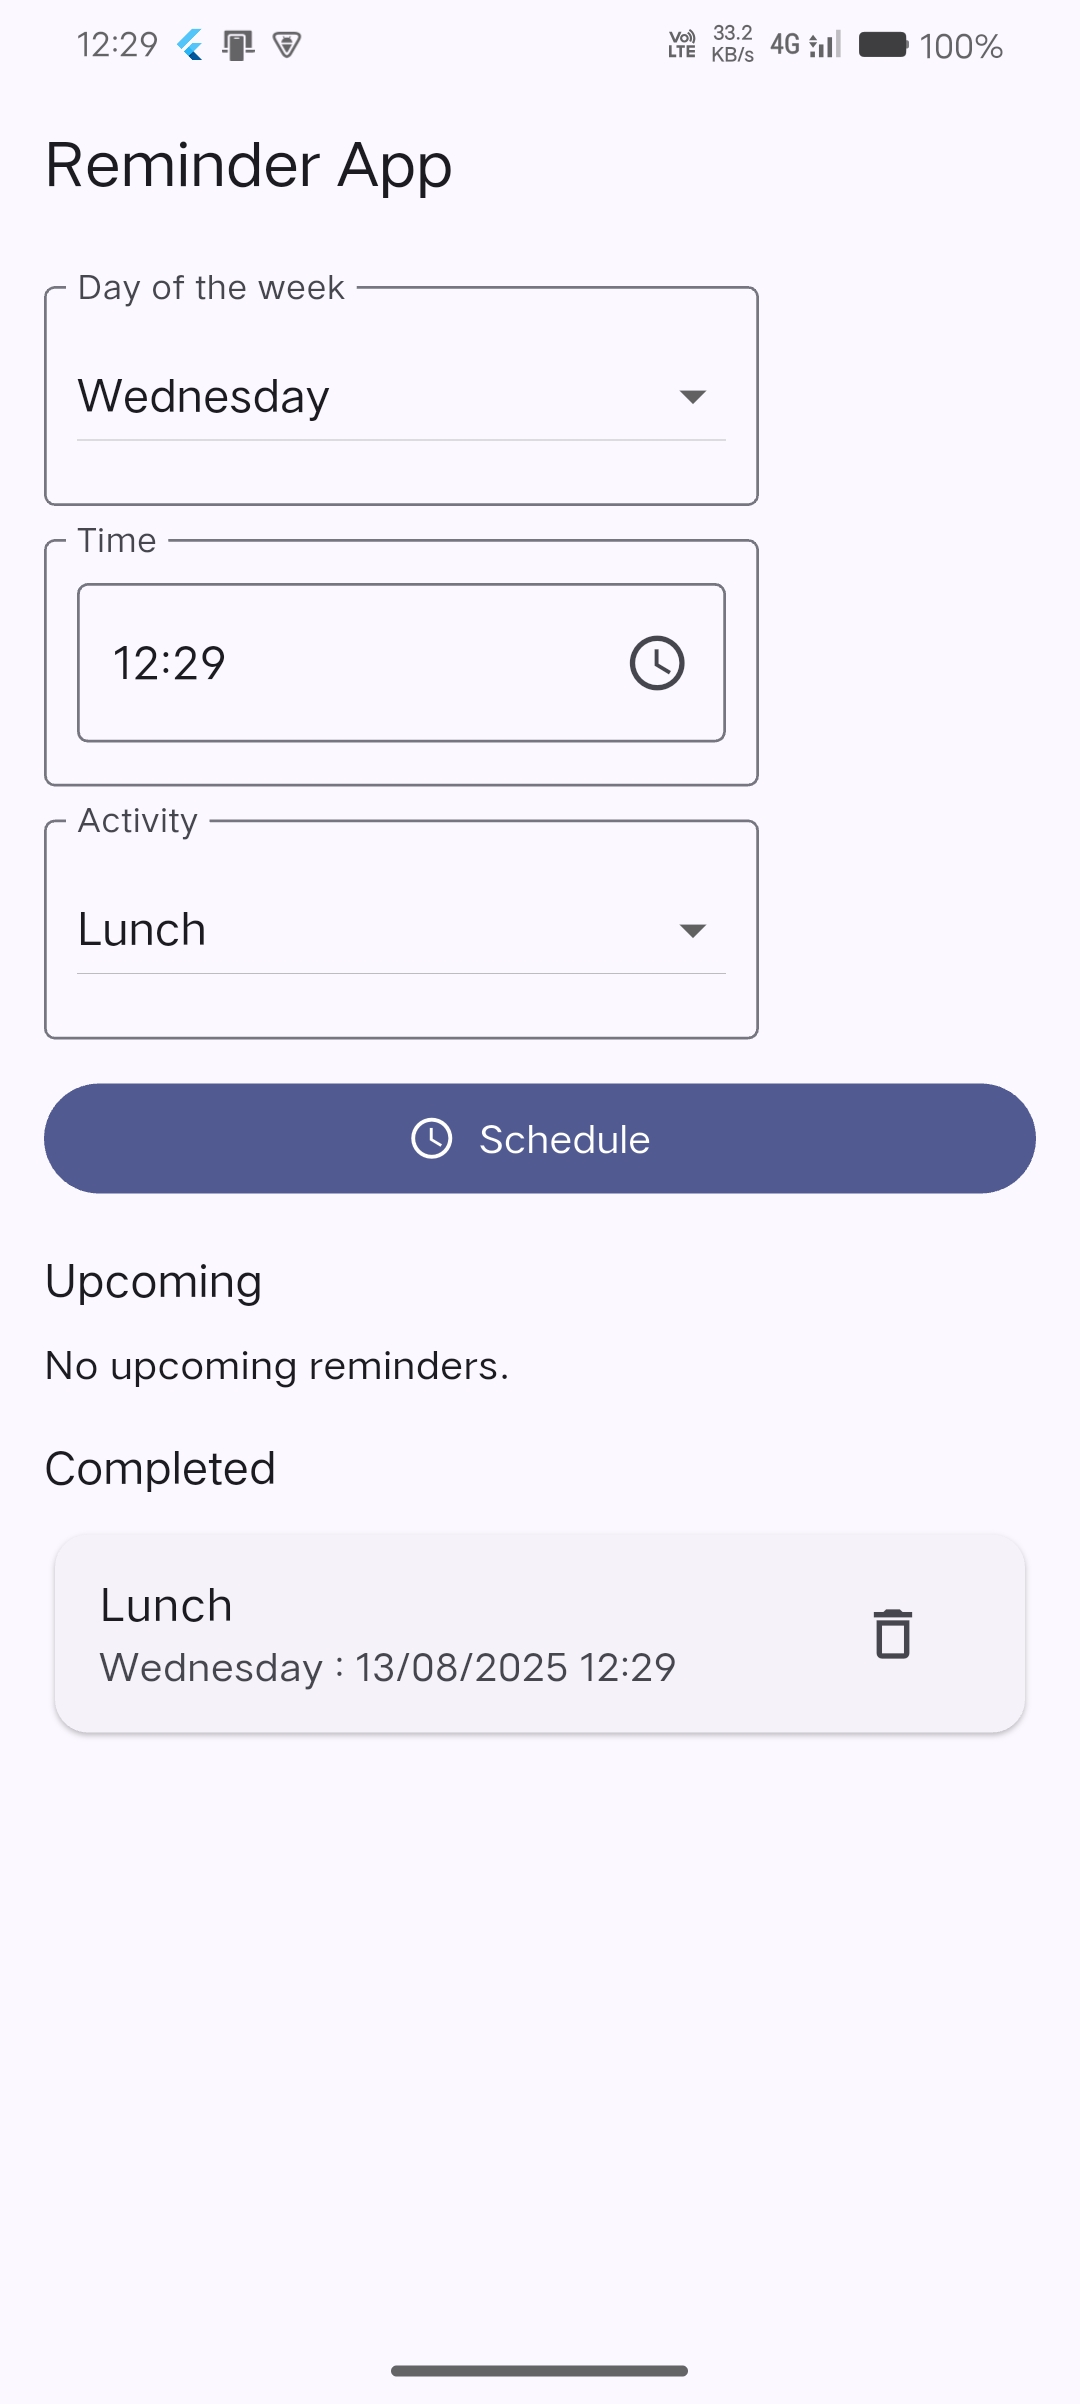 12:29 Vo) LTE 33.2 KB/s 4G 100%
Reminder App
Day of the week
Wednesday
Time
12:29
Activity
Lunch
Schedule
Upcoming
No upcoming reminders.
Completed
Lunch
Wednesday : 13/08/2025 12:29